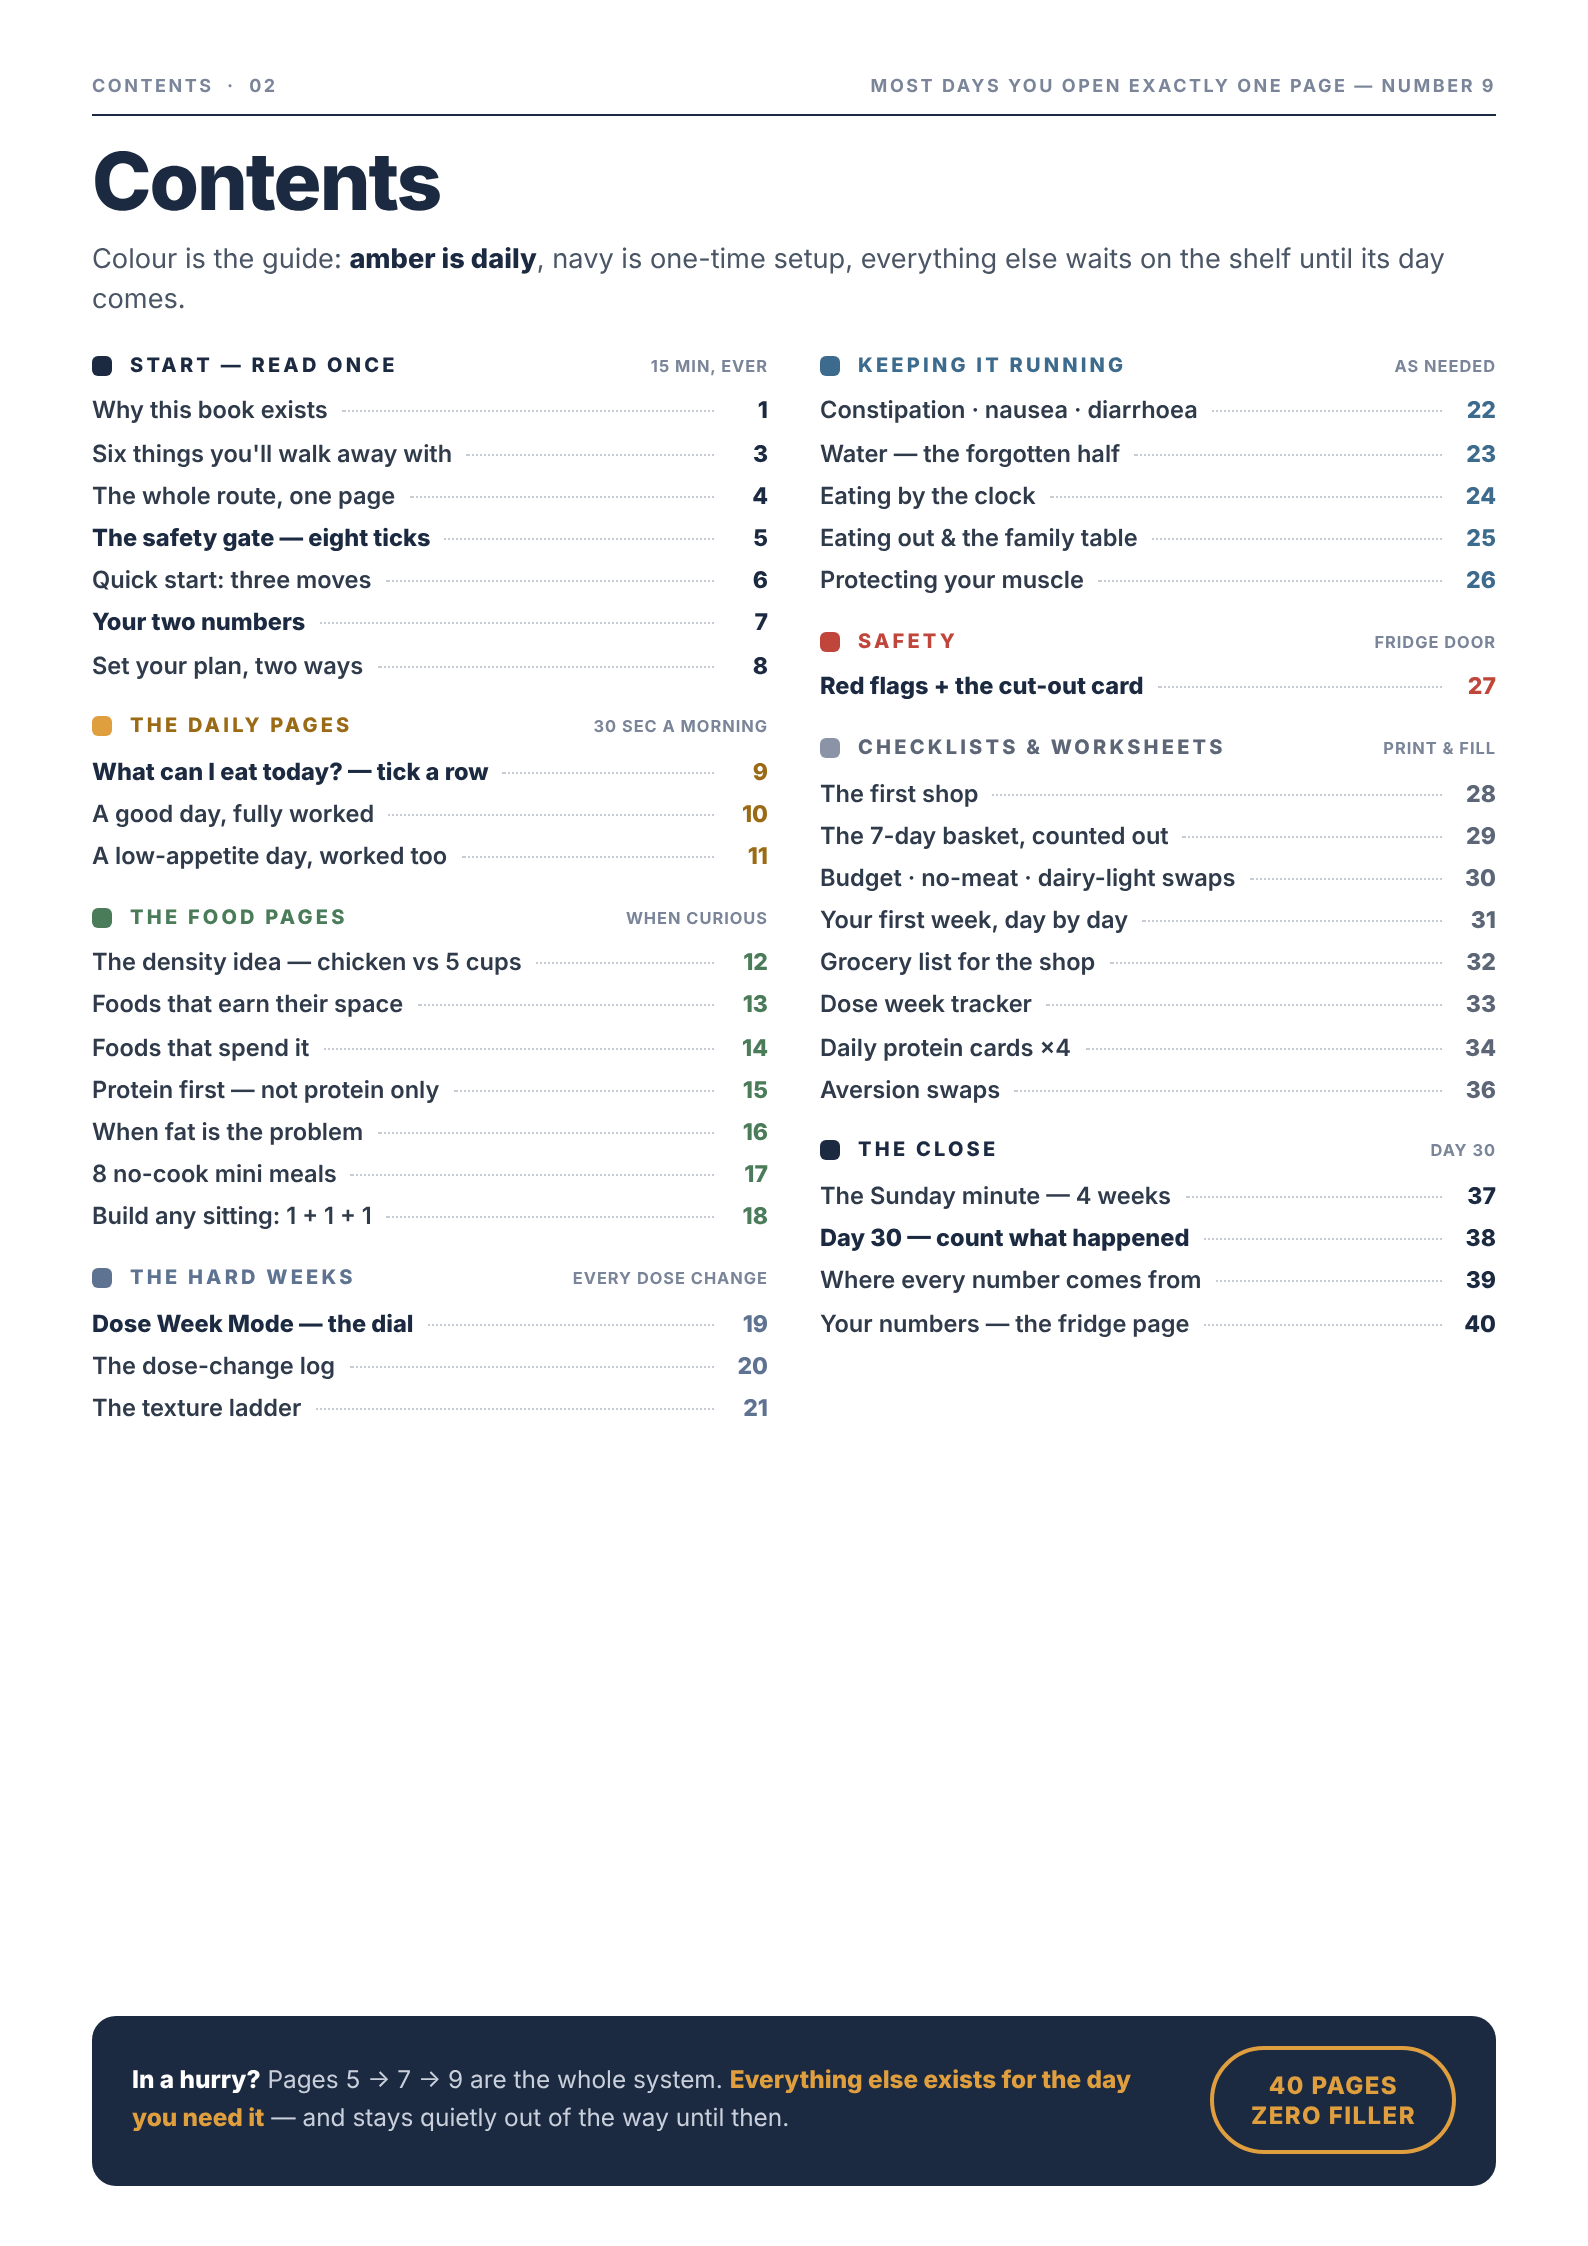 CONTENTS · 02
MOST DAYS YOU OPEN EXACTLY ONE PAGE — NUMBER 9
Contents
Colour is the guide: amber is daily, navy is one-time setup, everything else waits on the shelf until its day
comes.
START — READ ONCE 15 MIN, EVER
Why this book exists 1
Six things you'll walk away with 3
The whole route, one page 4
The safety gate — eight ticks 5
Quick start: three moves 6
Your two numbers 7
Set your plan, two ways 8
THE DAILY PAGES 30 SEC A MORNING
What can I eat today? — tick a row 9
A good day, fully worked 10
A low-appetite day, worked too 11
THE FOOD PAGES WHEN CURIOUS
The density idea — chicken vs 5 cups 12
Foods that earn their space 13
Foods that spend it 14
Protein first — not protein only 15
When fat is the problem 16
8 no-cook mini meals 17
Build any sitting: 1 + 1 + 1 18
THE HARD WEEKS EVERY DOSE CHANGE
Dose Week Mode — the dial 19
The dose-change log 20
The texture ladder 21
KEEPING IT RUNNING AS NEEDED
Constipation · nausea · diarrhoea 22
Water — the forgotten half 23
Eating by the clock 24
Eating out & the family table 25
Protecting your muscle 26
SAFETY FRIDGE DOOR
Red flags + the cut-out card 27
CHECKLISTS & WORKSHEETS PRINT & FILL
The first shop 28
The 7-day basket, counted out 29
Budget · no-meat · dairy-light swaps 30
Your first week, day by day 31
Grocery list for the shop 32
Dose week tracker 33
Daily protein cards ×4 34
Aversion swaps 36
THE CLOSE DAY 30
The Sunday minute — 4 weeks 37
Day 30 — count what happened 38
Where every number comes from 39
Your numbers — the fridge page 40
In a hurry? Pages 5 → 7 → 9 are the whole system. Everything else exists for the day
you need it — and stays quietly out of the way until then.
40 PAGES
ZERO FILLER